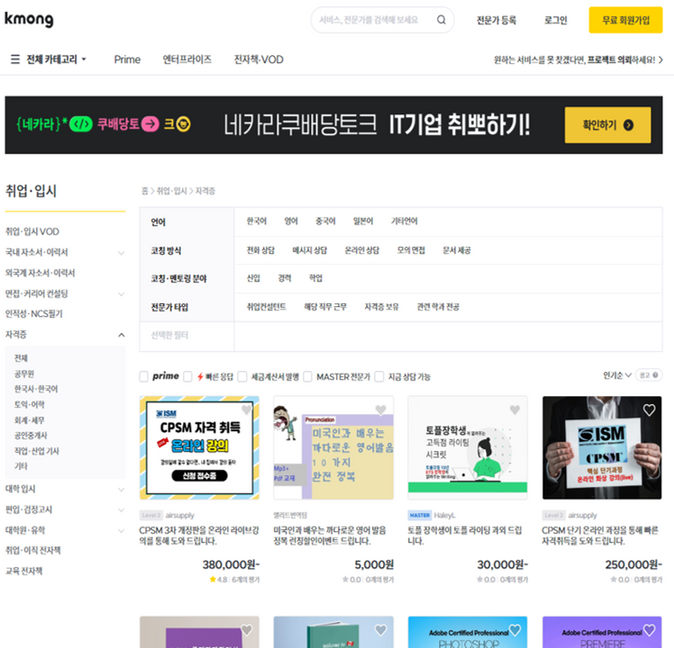 kmong
서비스, 전문가를 검색해 보세요
전문가 등록
로그인
무료 회원가입
전체 카테고리
Prime
엔터프라이즈
전자책·VOD
원하는 서비스를 못 찾겠다면, 프로젝트 의뢰하세요!
{네카라}* </> 쿠배당토 크
네카라쿠배당토크 IT기업 취뽀하기!
확인하기
취업·입시
홈 > 취업·입시 > 자격증
취업·입시 VOD
국내 자소서·이력서
외국계 자소서·이력서
면접·커리어 컨설팅
인적성·NCS필기
자격증
전체
공무원
한국사·한국어
토익·어학
회계·세무
공인중개사
직업·산업 기사
기타
대학 입시
편입·검정고시
대학원·유학
취업·이직 전자책
교육 전자책
언어 한국어 영어 중국어 일본어 기타언어
코칭 방식 전화 상담 메시지 상담 온라인 상담 모의 면접 문서 제공
코칭·멘토링 분야 신입 경력 학업
전문가 타입 취업컨설턴트 해당 직무 근무 자격증 보유 관련 학과 전공
선택한 필터
prime 빠른 응답 세금계산서 발행 MASTER 전문가 지금 상담 가능
인기순
광고
ISM
CPSM 자격 취득
온라인 강의
신청 접수중
Pronunciation
미국인과 배우는
까다로운 영어발음
10 가지
완전 정복
Mp3+
Pdf 교재
토플장학생이 알려주는
고득점 라이팅
시크릿
ISM
CPSM
핵심 단기과정
온라인 화상 강의(live)
Level 2 airsupply
CPSM 3차 개정판을 온라인 라이브강
의를 통해 도와 드립니다.
380,000원~
4.8 · 6개의 평가
엘리드번역팀
미국인과 배우는 까다로운 영어 발음
정복 런칭할인이벤트 드립니다.
5,000원
0.0 · 0개의 평가
MASTER HaileyL
토플 장학생이 토플 라이팅 과외 드립
니다.
30,000원~
0.0 · 0개의 평가
Level 2 airsupply
CPSM 단기 온라인 과정을 통해 빠른
자격취득을 도와 드립니다.
250,000원~
0.0 · 0개의 평가
Adobe Certified Professional
PHOTOSHOP
Adobe Certified Professional
PREMIERE